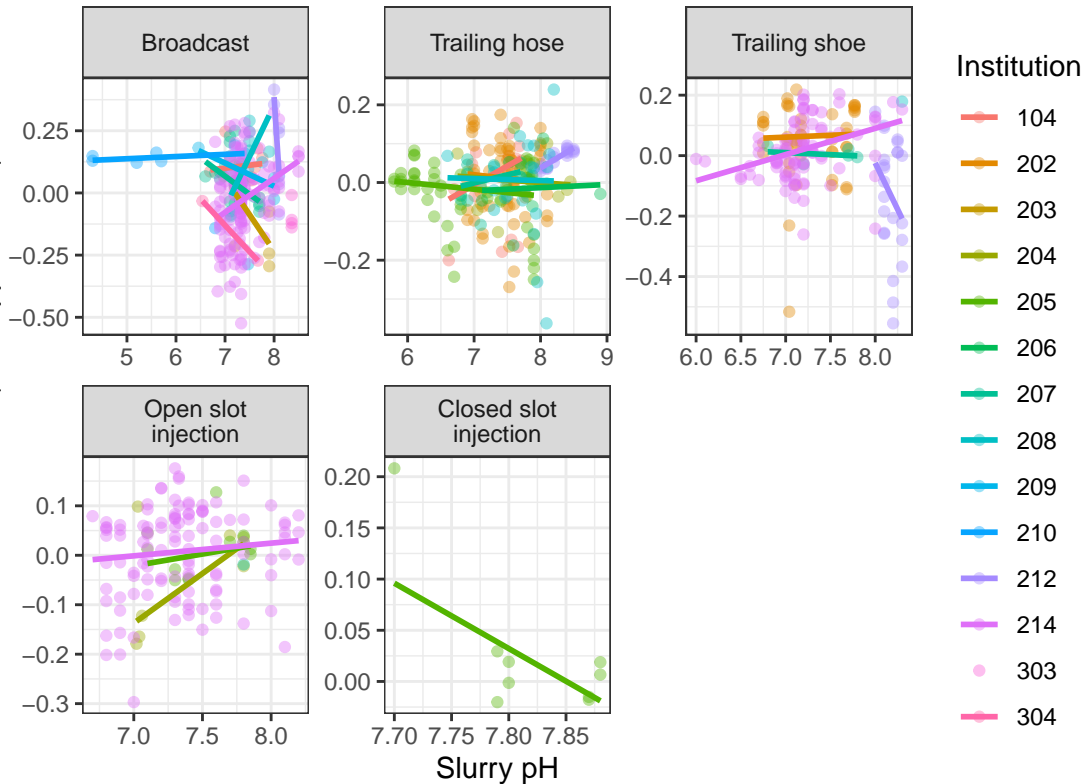 Broadcast
Trailing hose
Trailing shoe
0.25
0.00
−0.25
−0.50
5 6 7 8
0.2
0.0
−0.2
6 7 8 9
0.2
0.0
−0.2
−0.4
6.0 6.5 7.0 7.5 8.0
Open slot
injection
Closed slot
injection
0.1
0.0
−0.1
−0.2
−0.3
7.0 7.5 8.0
0.20
0.15
0.10
0.05
0.00
7.70 7.75 7.80 7.85
Slurry pH
Institution
104
202
203
204
205
206
207
208
209
210
212
214
303
304